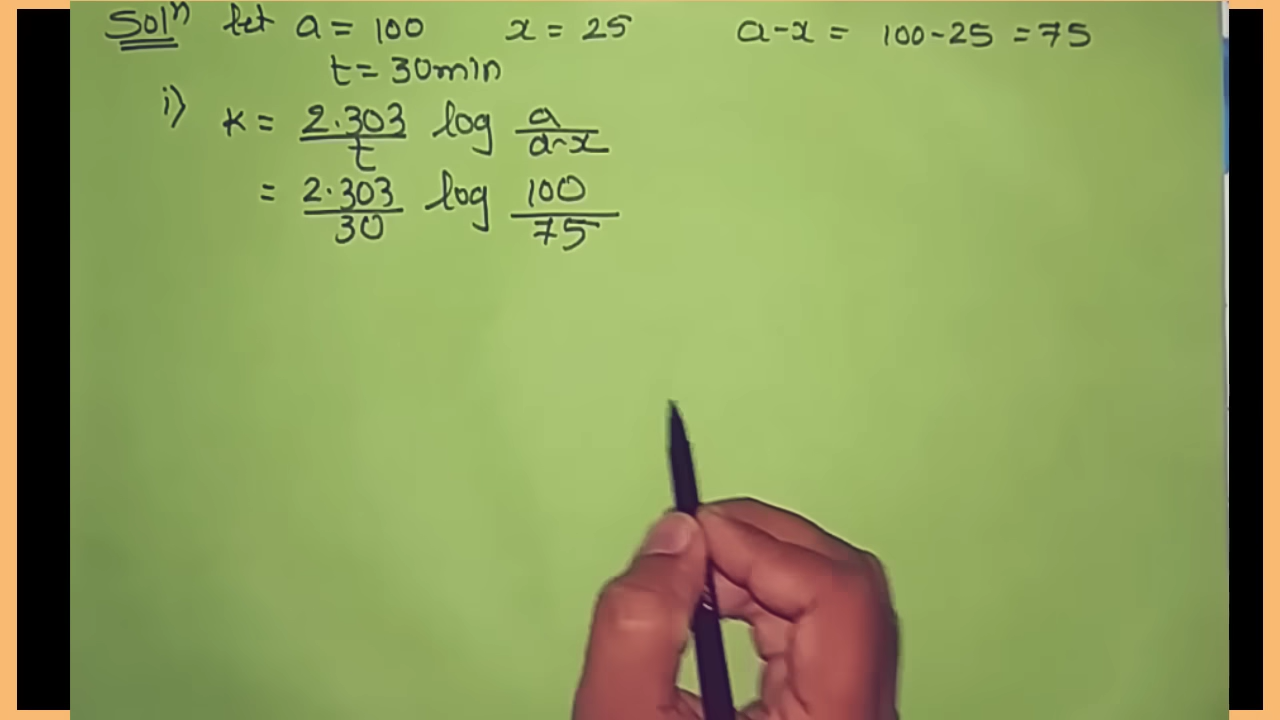 Solⁿ let a = 100 x = 25 a-x = 100-25 = 75
t = 30min
i) K = 2.303/t log a/a-x
= 2.303/30 log 100/75